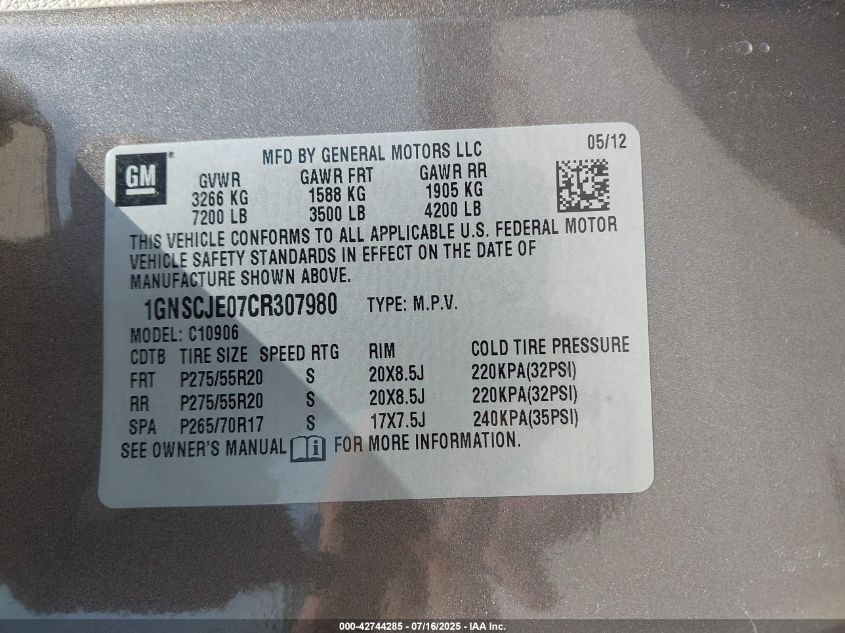 GM ®
MFD BY GENERAL MOTORS LLC
05/12
GVWR GAWR FRT GAWR RR
3266 KG 1588 KG 1905 KG
7200 LB 3500 LB 4200 LB
THIS VEHICLE CONFORMS TO ALL APPLICABLE U.S. FEDERAL MOTOR
VEHICLE SAFETY STANDARDS IN EFFECT ON THE DATE OF
MANUFACTURE SHOWN ABOVE.
1GNSCJE07CR307980 TYPE: M.P.V.
MODEL: C10906
CDTB TIRE SIZE SPEED RTG RIM COLD TIRE PRESSURE
FRT P275/55R20 S 20X8.5J 220KPA(32PSI)
RR P275/55R20 S 20X8.5J 220KPA(32PSI)
SPA P265/70R17 S 17X7.5J 240KPA(35PSI)
SEE OWNER'S MANUAL i FOR MORE INFORMATION.
000-42744285 - 07/16/2025 - IAA Inc.